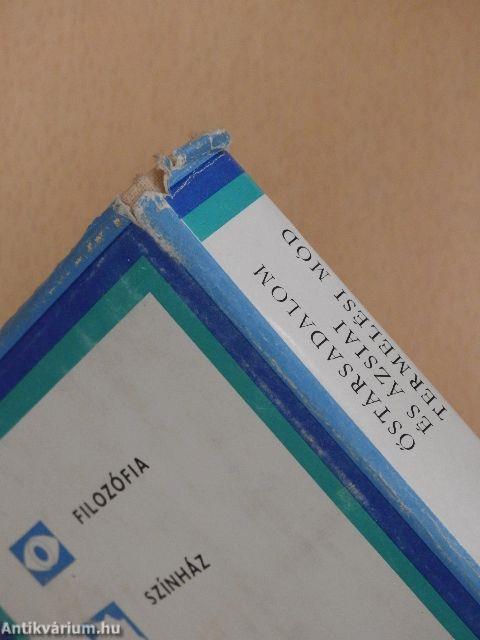 ŐSTÁRSADALOM
ÉS ÁZSIAI
TERMELÉSI MÓD
FILOZÓFIA
SZÍNHÁZ
Antikvárium.hu